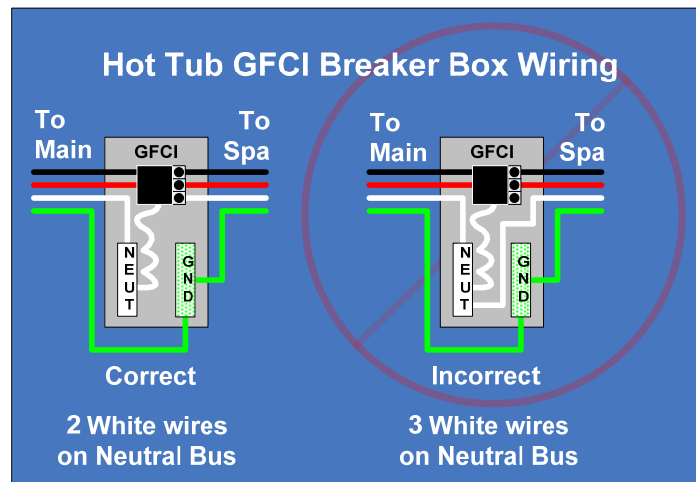 Hot Tub GFCI Breaker Box Wiring
To
Main
To
Spa
GFCI
NEUT
GND
Correct
2 White wires
on Neutral Bus
To
Main
To
Spa
GFCI
NEUT
GND
Incorrect
3 White wires
on Neutral Bus